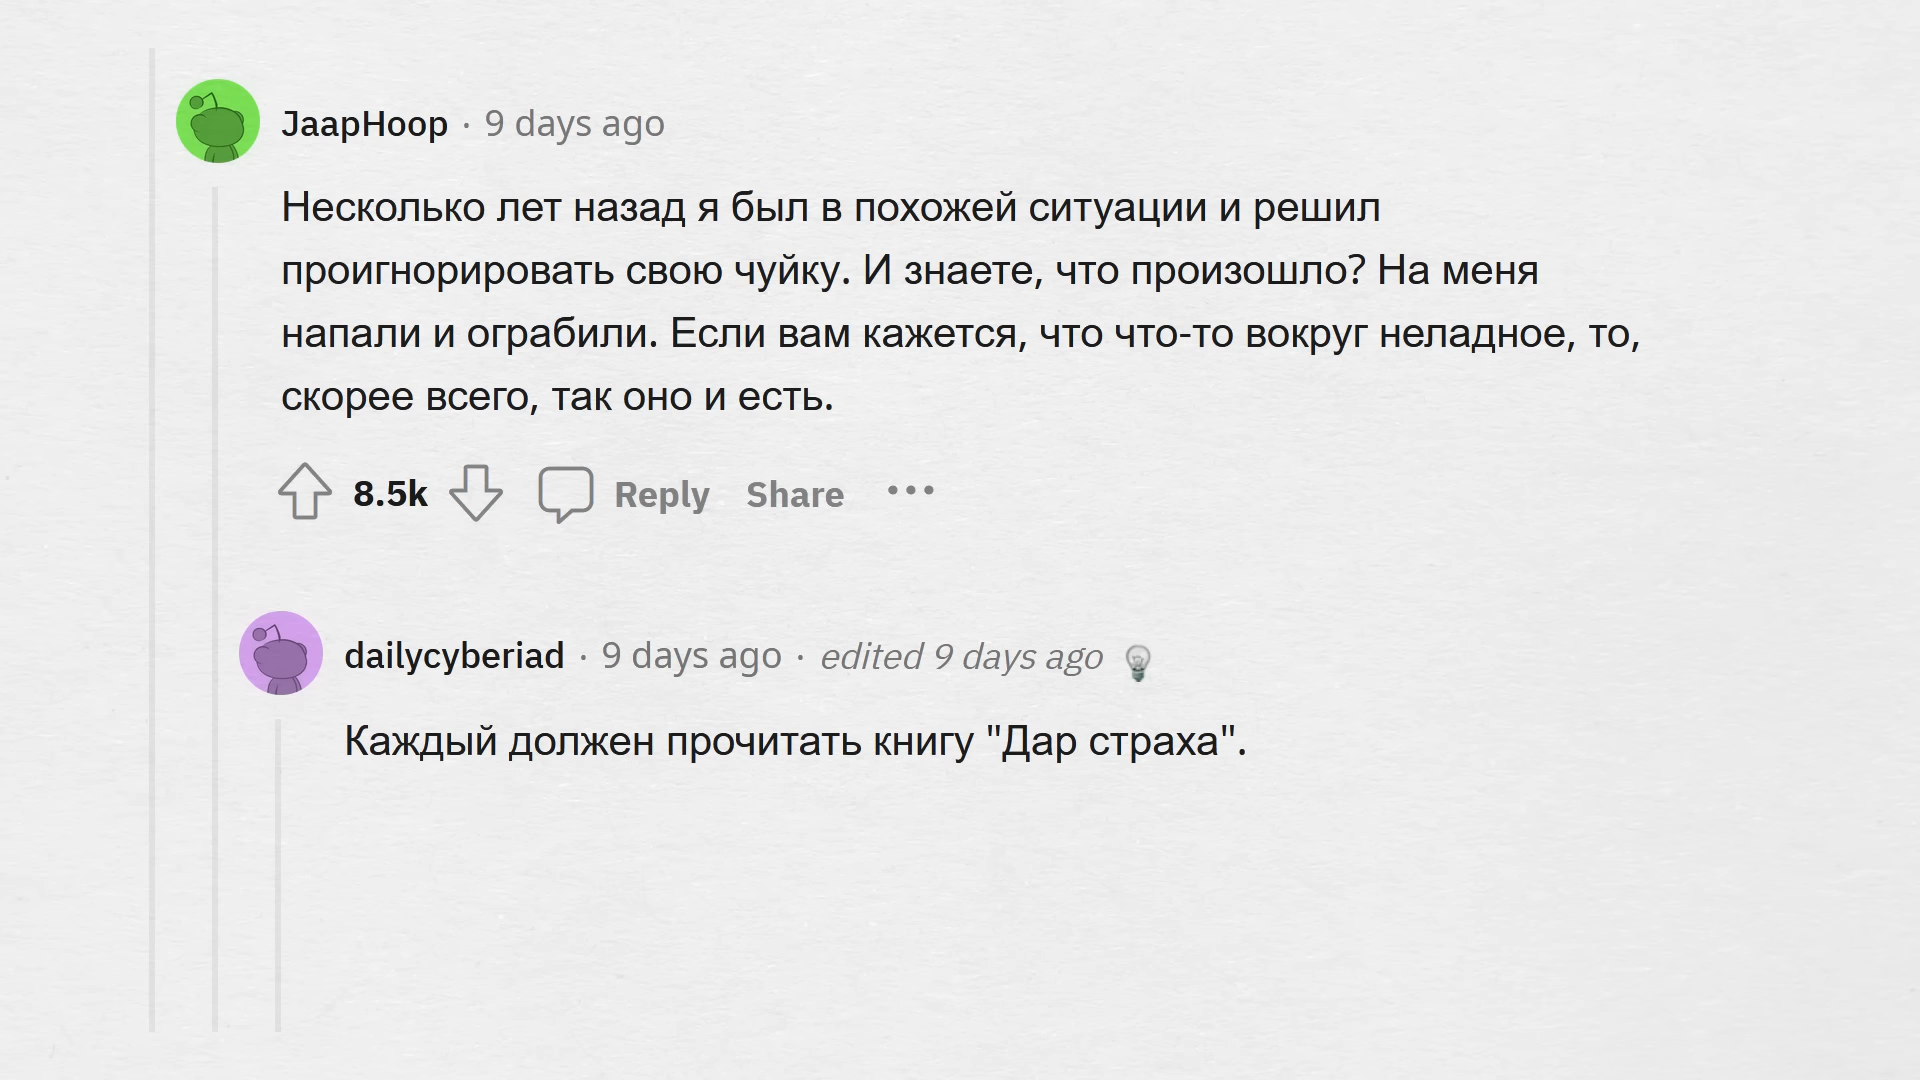 JaapHoop · 9 days ago
Несколько лет назад я был в похожей ситуации и решил
проигнорировать свою чуйку. И знаете, что произошло? На меня
напали и ограбили. Если вам кажется, что что-то вокруг неладное, то,
скорее всего, так оно и есть.
8.5k Reply Share •••
dailycyberiad · 9 days ago · edited 9 days ago
Каждый должен прочитать книгу "Дар страха".